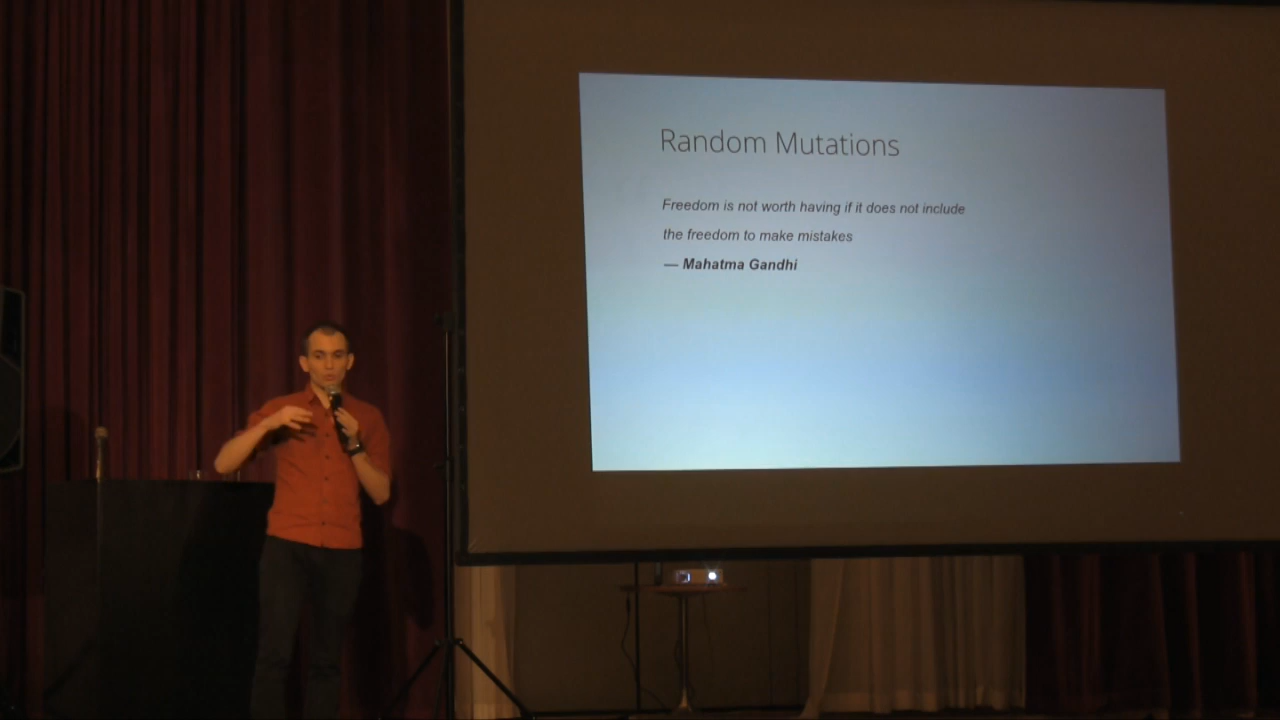 Random Mutations
Freedom is not worth having if it does not include
the freedom to make mistakes
— Mahatma Gandhi